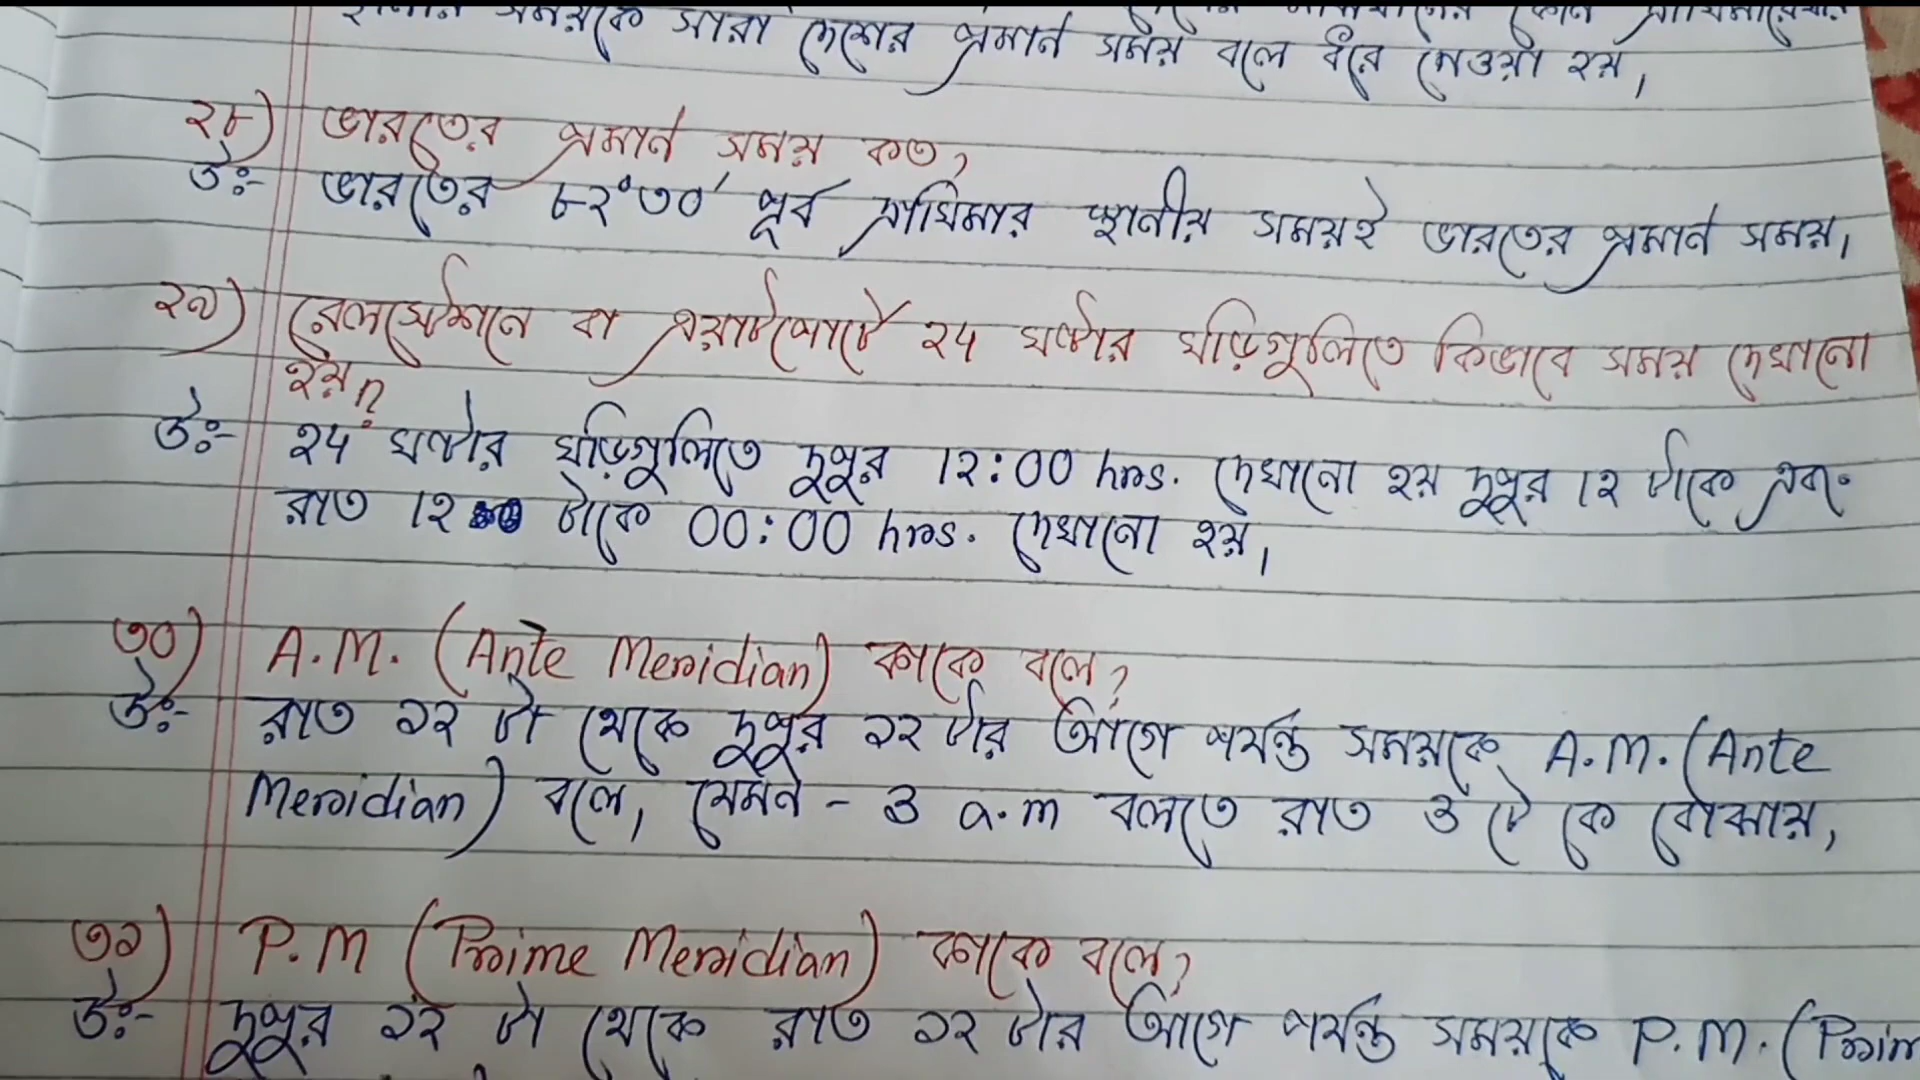 সময়কে সারা দেশের প্রমাণ সময় বলে ধরে নেওয়া হয়।
২৮) ভারতের প্রমান সময় কত?
উঃ- ভারতের ৮২°৩০′ পূর্ব দ্রাঘিমার স্থানীয় সময়ই ভারতের প্রমান সময়।
২৯) রেলস্টেশনে বা এয়ারপোর্টে ২৪ ঘণ্টার ঘড়িগুলিতে কিভাবে সময় দেখানো
হয়?
উঃ- ২৪ ঘণ্টার ঘড়িগুলিতে দুপুর 12:00 hrs. দেখানো হয় দুপুর 12 টাকে এবং
রাত 12 টাকে 00:00 hrs. দেখানো হয়।
৩০) A.M. (Ante Meridian) কাকে বলে?
উঃ- রাত ১২ টা থেকে দুপুর ১২ টার আগে পর্যন্ত সময়কে A.M. (Ante
Meridian) বলে, যেমন - 3 a.m বলতে রাত ৩ টে কে বোঝায়,
৩১) P.M (Prime Meridian) কাকে বলে?
উঃ- দুপুর ১২ টা থেকে রাত ১২ টার আগে পর্যন্ত সময়কে P.M. (Prim